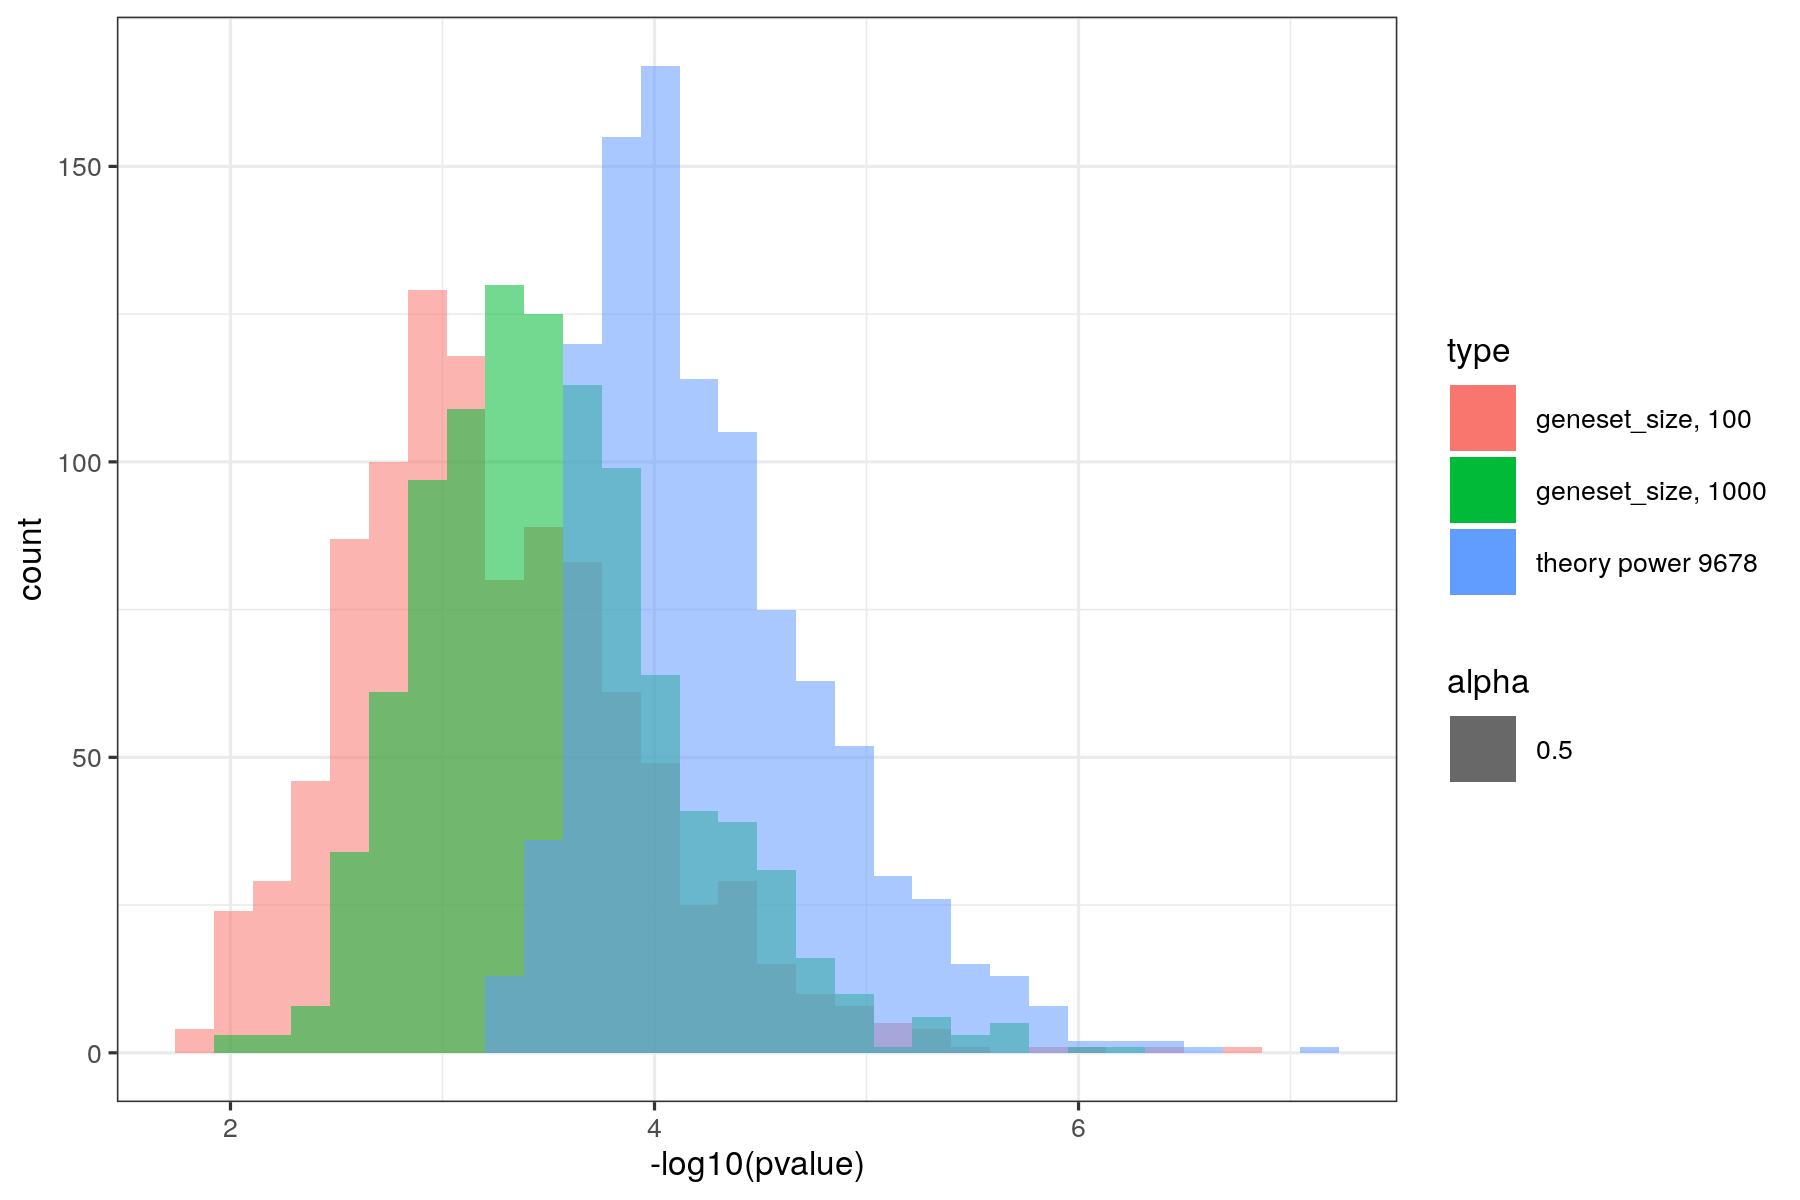 150
100
50
0
count
2
4
6
-log10(pvalue)
type
geneset_size, 100
geneset_size, 1000
theory power 9678
alpha
0.5